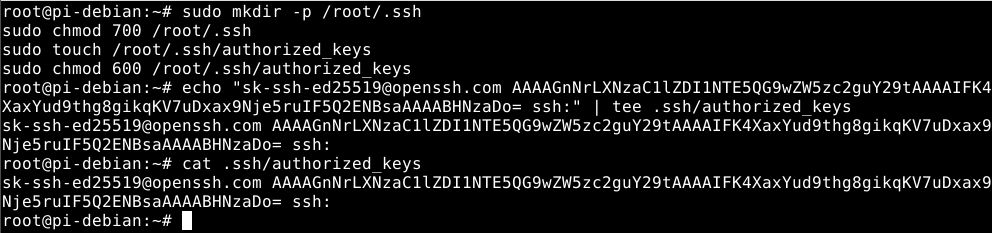 root@pi-debian:~# sudo mkdir -p /root/.ssh
sudo chmod 700 /root/.ssh
sudo touch /root/.ssh/authorized_keys
sudo chmod 600 /root/.ssh/authorized_keys
root@pi-debian:~# echo "sk-ssh-ed25519@openssh.com AAAAGnNrLXNzaC1lZDI1NTE5QG9wZW5zc2guY29tAAAAIFK4
XaxYud9thg8gikqKV7uDxax9Nje5ruIF5Q2ENBsaAAAABHNzaDo= ssh:" | tee .ssh/authorized_keys
sk-ssh-ed25519@openssh.com AAAAGnNrLXNzaC1lZDI1NTE5QG9wZW5zc2guY29tAAAAIFK4XaxYud9thg8gikqKV7uDxax9
Nje5ruIF5Q2ENBsaAAAABHNzaDo= ssh:
root@pi-debian:~# cat .ssh/authorized_keys
sk-ssh-ed25519@openssh.com AAAAGnNrLXNzaC1lZDI1NTE5QG9wZW5zc2guY29tAAAAIFK4XaxYud9thg8gikqKV7uDxax9
Nje5ruIF5Q2ENBsaAAAABHNzaDo= ssh:
root@pi-debian:~#